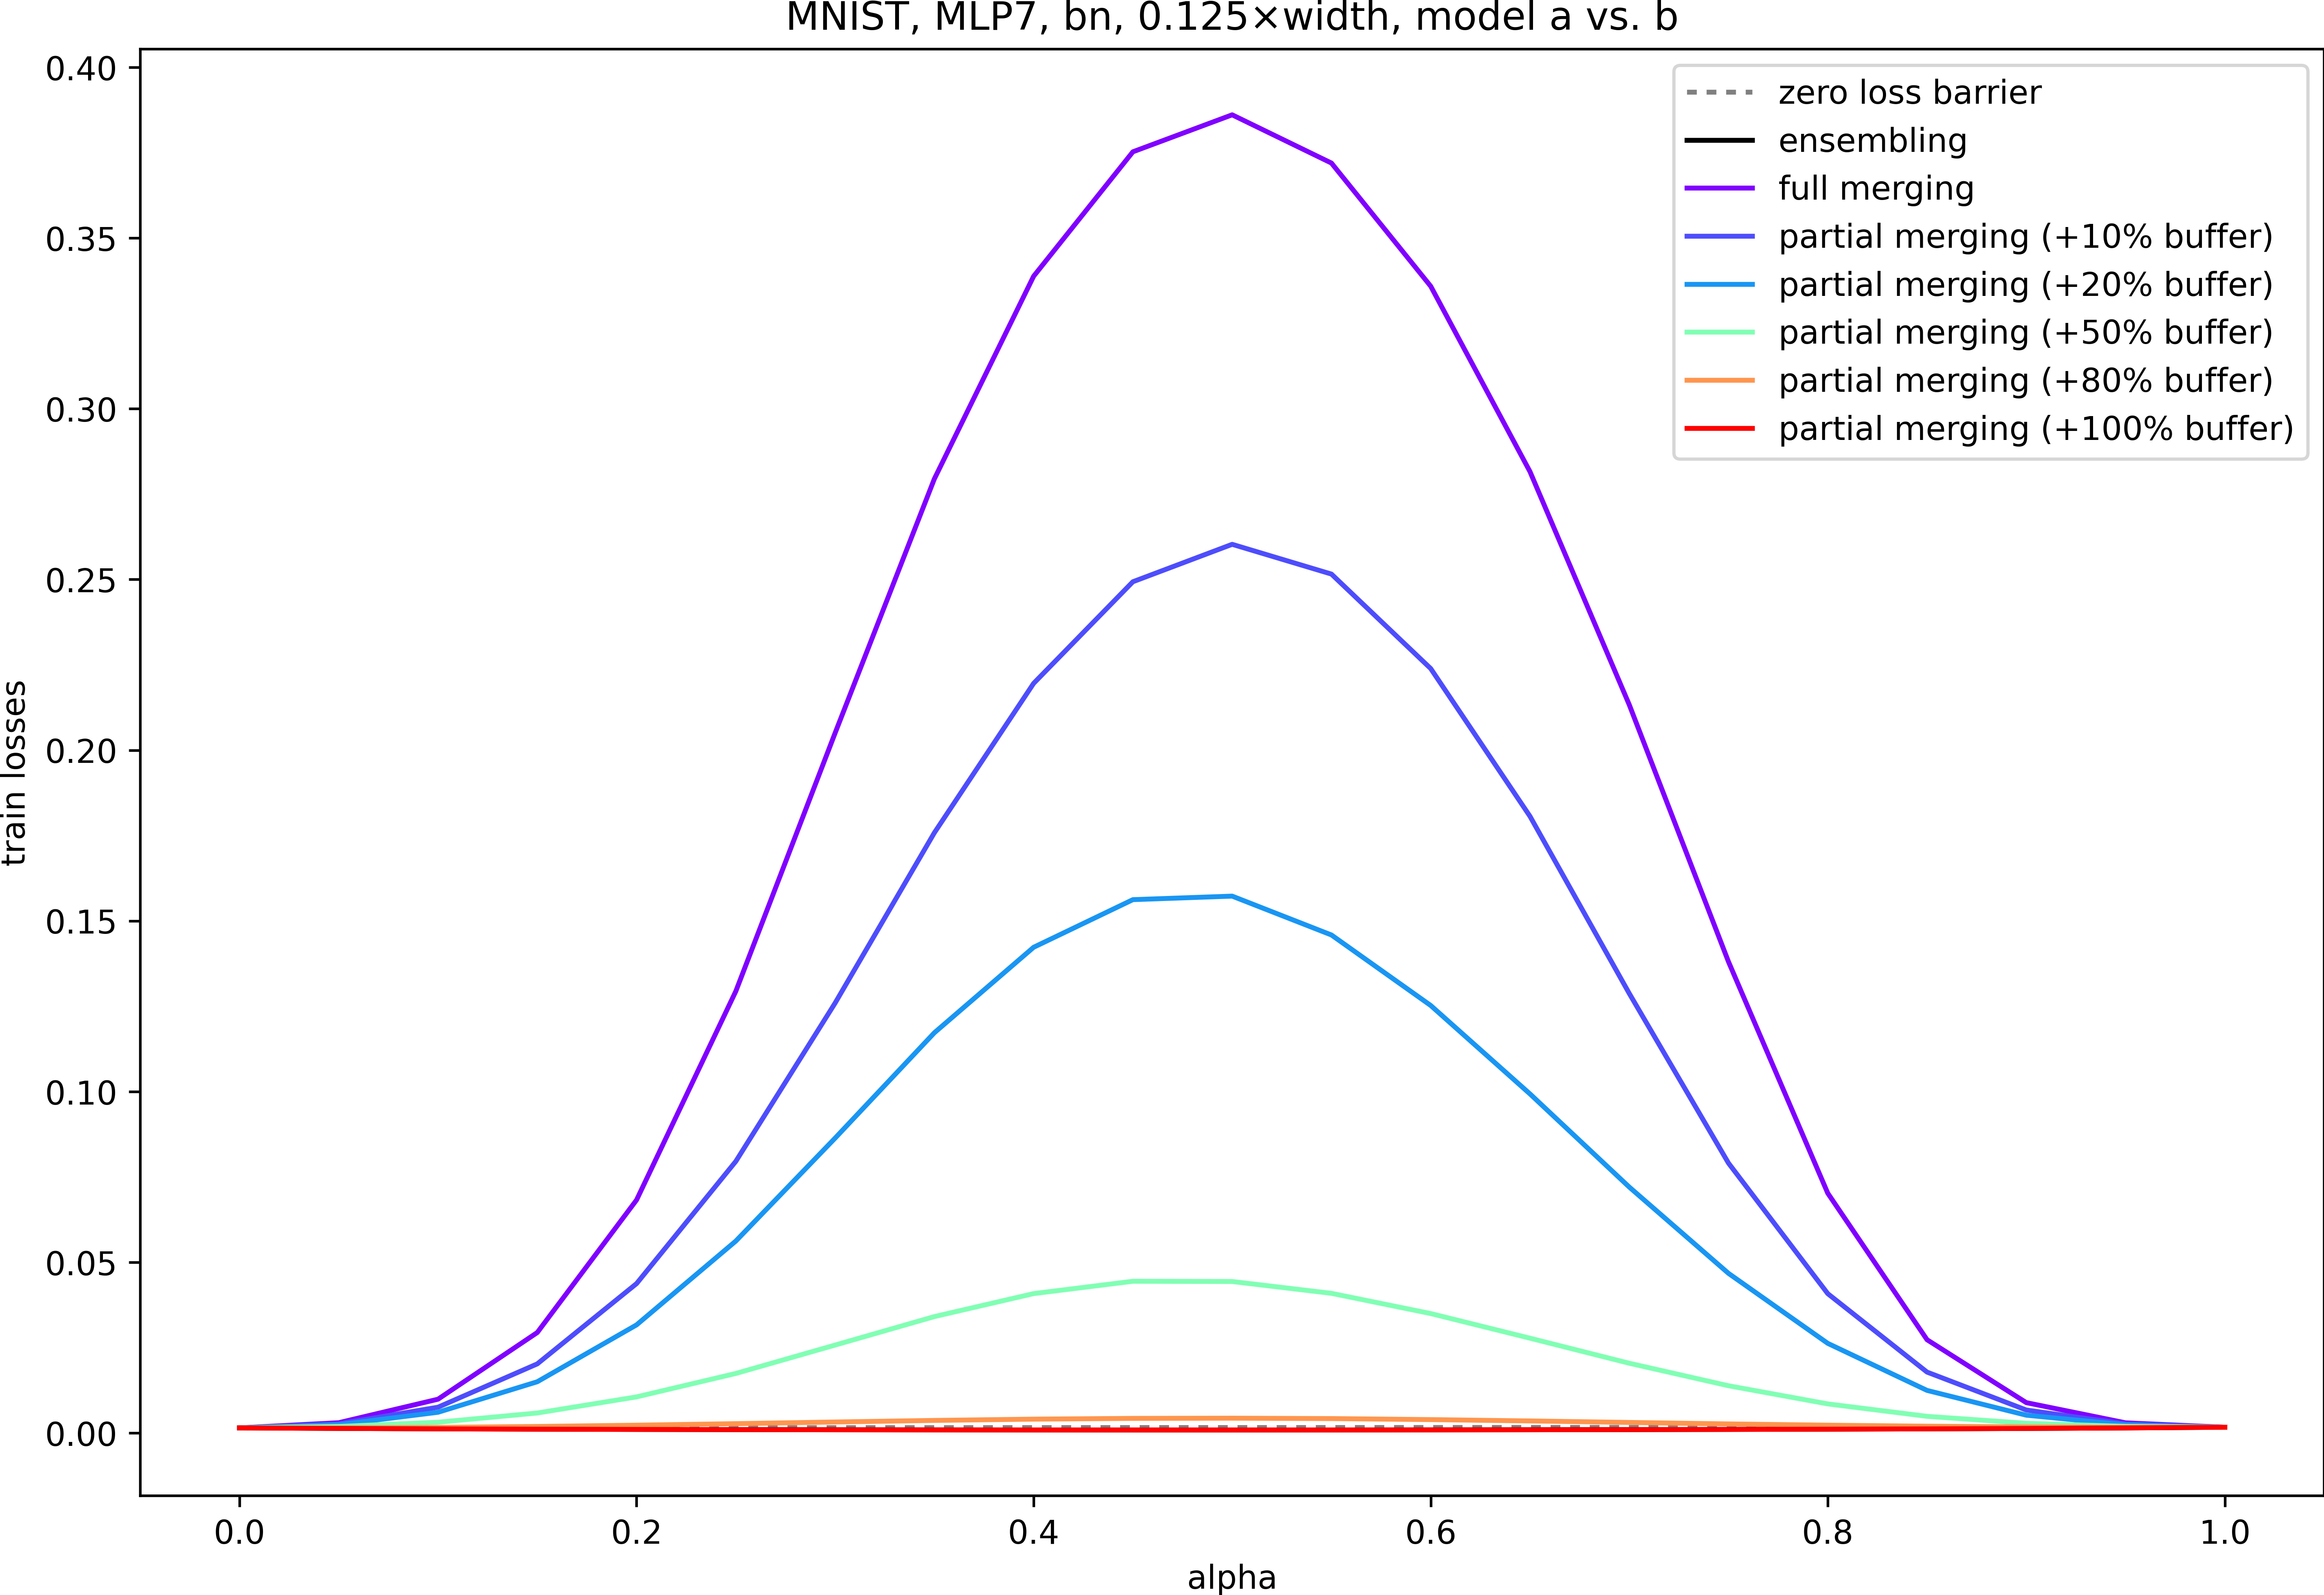 MNIST, MLP7, bn, 0.125×width, model a vs. b
0.40
0.35
0.30
0.25
0.20
0.15
0.10
0.05
0.00
train losses
zero loss barrier
ensembling
full merging
partial merging (+10% buffer)
partial merging (+20% buffer)
partial merging (+50% buffer)
partial merging (+80% buffer)
partial merging (+100% buffer)
0.0 0.2 0.4 0.6 0.8 1.0
alpha